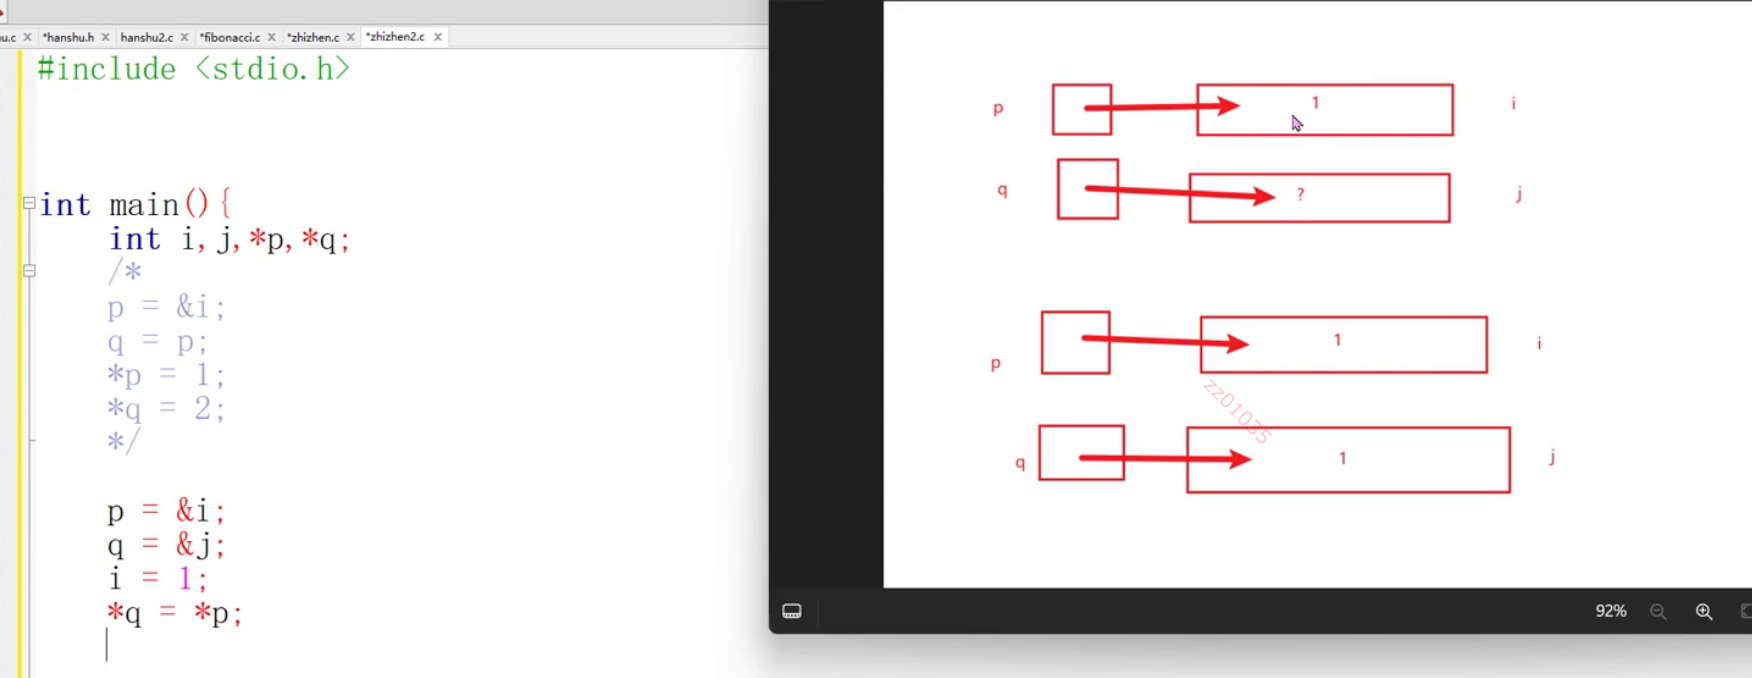 u.c *hanshu.h hanshu2.c *fibonacci.c *zhizhen.c *zhizhen2.c
#include <stdio.h>
int main(){
int i,j,*p,*q;
/*
p = &i;
q = p;
*p = 1;
*q = 2;
*/
p = &i;
q = &j;
i = 1;
*q = *p;
p 1 i
q ? j
p 1 i
zz01035
q 1 j
92%